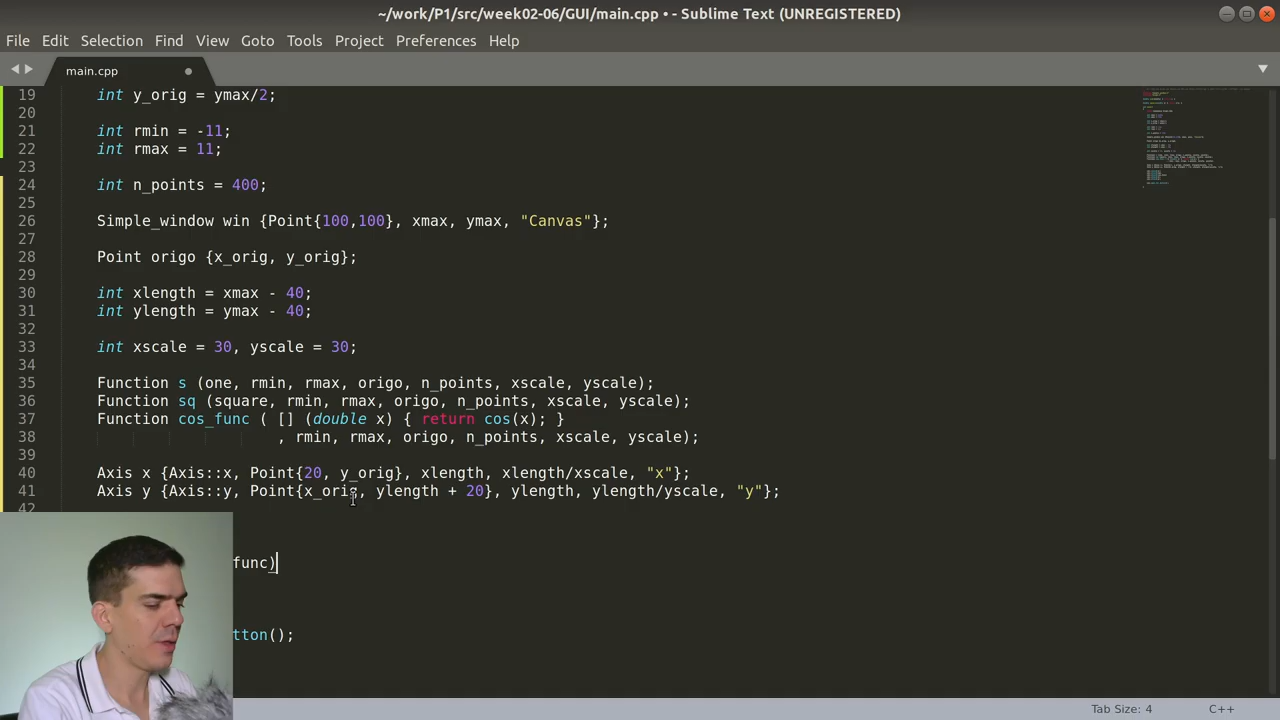 ~/work/P1/src/week02-06/GUI/main.cpp • - Sublime Text (UNREGISTERED)
File Edit Selection Find View Goto Tools Project Preferences Help
main.cpp
19 int y_orig = ymax/2;
20
21 int rmin = -11;
22 int rmax = 11;
23
24 int n_points = 400;
25
26 Simple_window win {Point{100,100}, xmax, ymax, "Canvas"};
27
28 Point origo {x_orig, y_orig};
29
30 int xlength = xmax - 40;
31 int ylength = ymax - 40;
32
33 int xscale = 30, yscale = 30;
34
35 Function s (one, rmin, rmax, origo, n_points, xscale, yscale);
36 Function sq (square, rmin, rmax, origo, n_points, xscale, yscale);
37 Function cos_func ( [] (double x) { return cos(x); }
38 , rmin, rmax, origo, n_points, xscale, yscale);
39
40 Axis x {Axis::x, Point{20, y_orig}, xlength, xlength/xscale, "x"};
41 Axis y {Axis::y, Point{x_orig, ylength + 20}, ylength, ylength/yscale, "y"};
42
func)
tton();
Tab Size: 4 C++